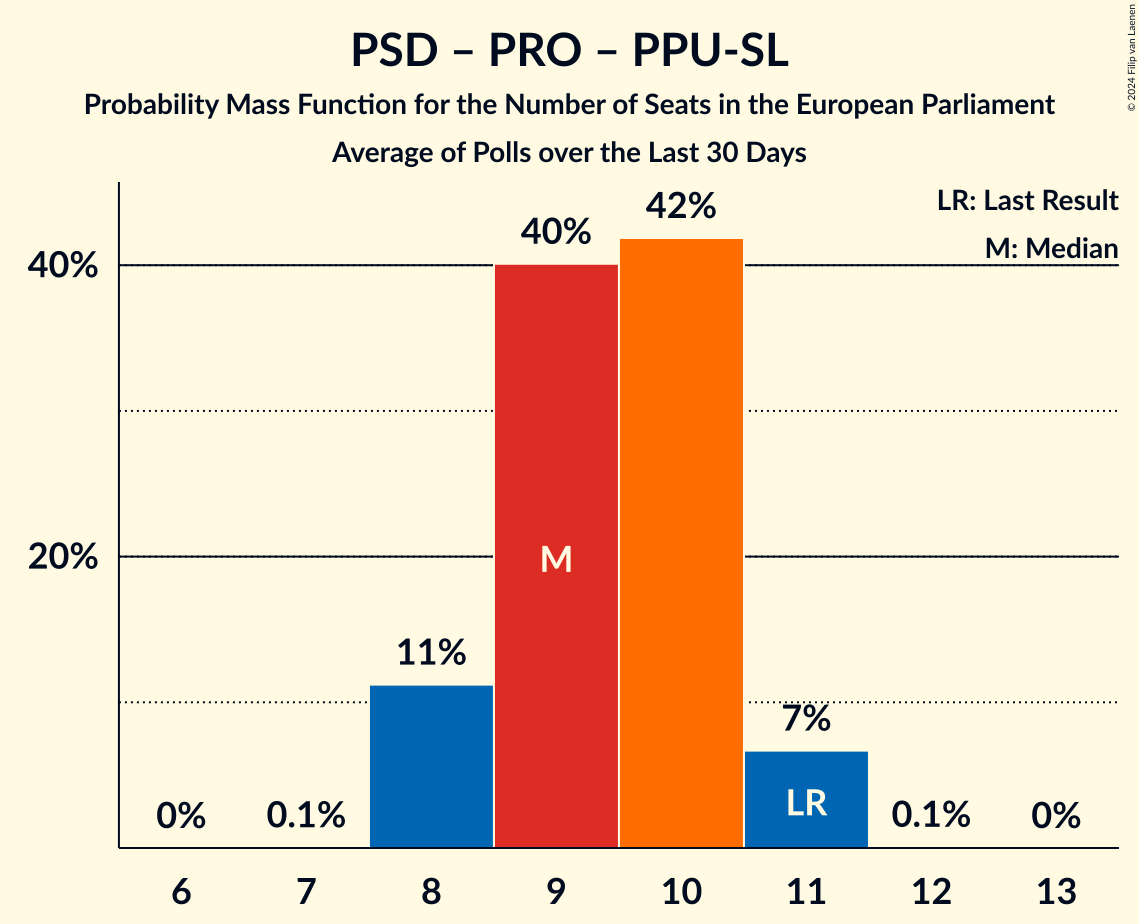 PSD – PRO – PPU-SL
Probability Mass Function for the Number of Seats in the European Parliament
Average of Polls over the Last 30 Days
© 2024 Filip van Laenen
LR: Last Result
M: Median
40%
20%
0%
0.1%
11%
40%
42%
7%
0.1%
0%
M
LR
6 7 8 9 10 11 12 13